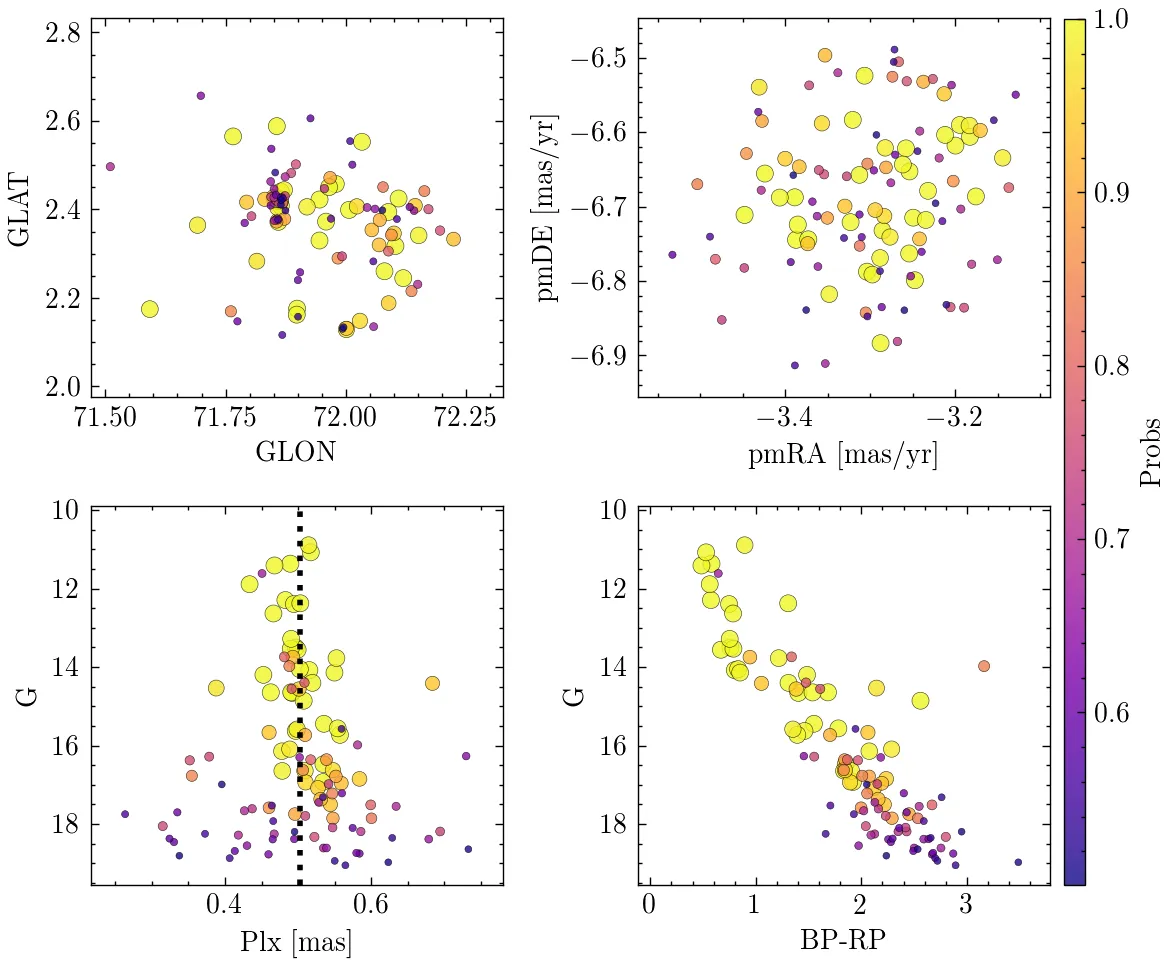 2.8
2.6
2.4
2.2
2.0
GLAT
71.50 71.75 72.00 72.25
GLON
−6.5
−6.6
−6.7
−6.8
−6.9
pmDE [mas/yr]
−3.4 −3.2
pmRA [mas/yr]
1.0
0.9
0.8
0.7
0.6
Probs
10
12
14
16
18
G
0.4 0.6
Plx [mas]
10
12
14
16
18
G
0 1 2 3
BP-RP